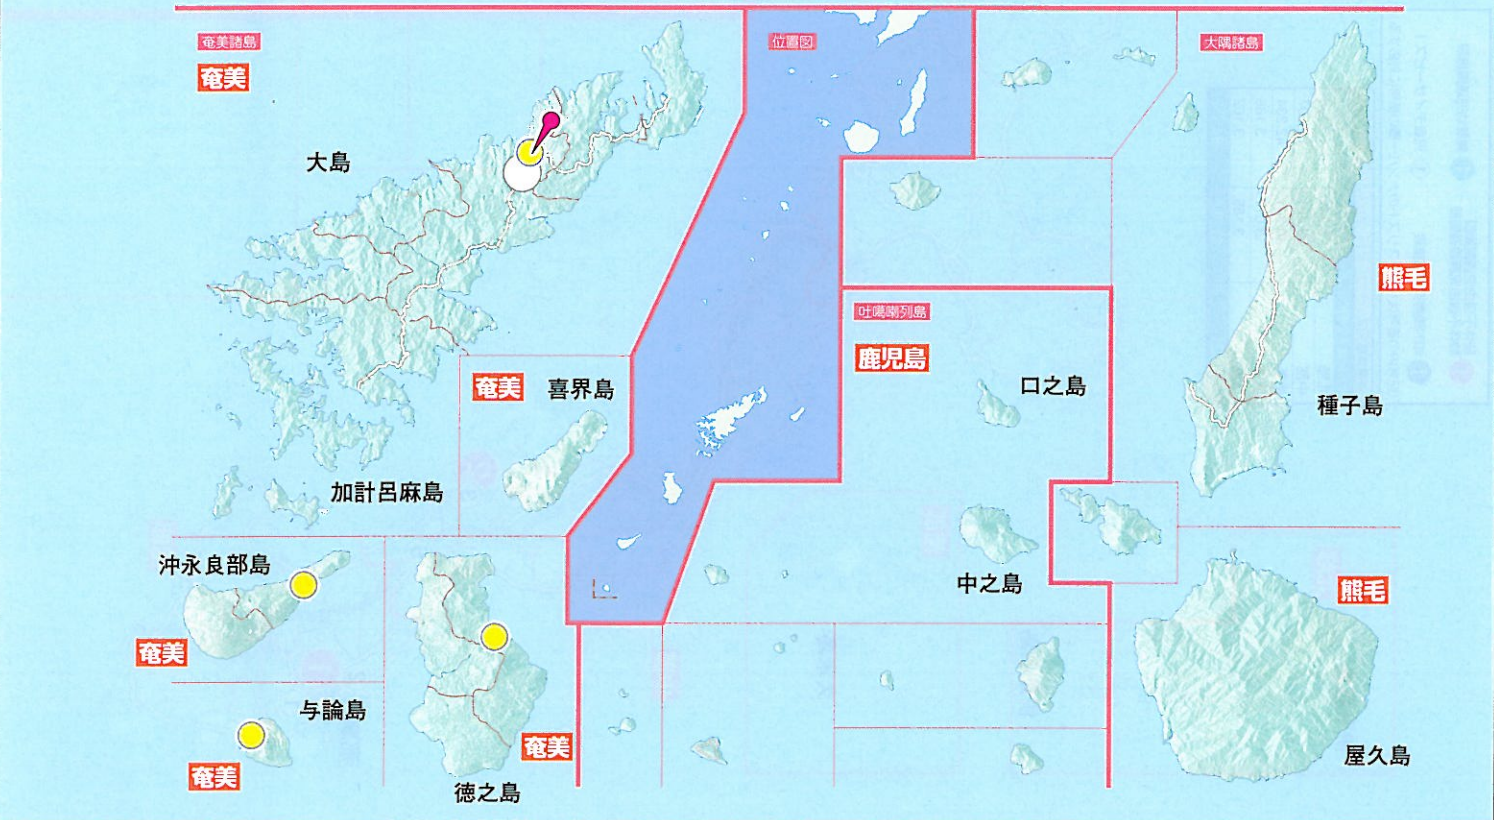 奄美諸島
奄美
大島
位置図
大隅諸島
熊毛
吐噶喇列島
鹿児島
口之島
種子島
奄美
喜界島
加計呂麻島
沖永良部島
奄美
中之島
熊毛
与論島
奄美
奄美
徳之島
屋久島